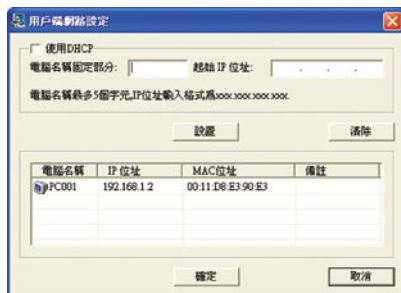 用戶端網路設定
使用DHCP
電腦名稱固定部分: 起始 IP 位址: . . .
電腦名稱最多5個字元,IP位址輸入格式爲xxx.xxx.xxx.xxx.
設置 清除
電腦名稱 IP 位址 MAC位址 備註
PC001 192.168.1.2 00:11:D8:E3:90:E3
確定 取消